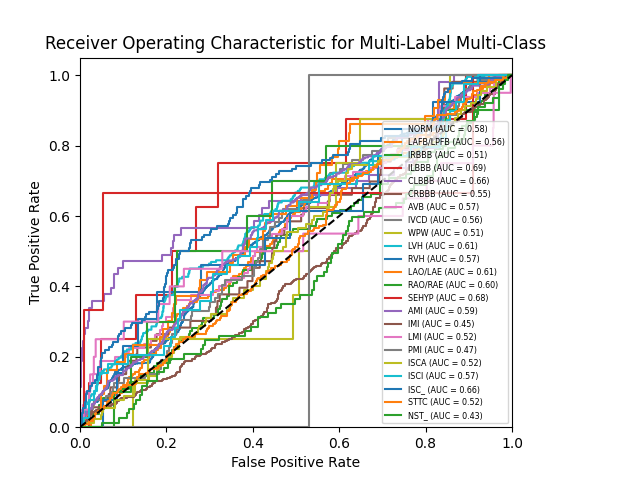 Receiver Operating Characteristic for Multi-Label Multi-Class
1.0
0.8
0.6
0.4
0.2
0.0
0.0 0.2 0.4 0.6 0.8 1.0
True Positive Rate
False Positive Rate
NORM (AUC = 0.58)
LAFB/LPFB (AUC = 0.56)
IRBBB (AUC = 0.51)
ILBBB (AUC = 0.69)
CLBBB (AUC = 0.66)
CRBBB (AUC = 0.55)
AVB (AUC = 0.57)
IVCD (AUC = 0.56)
WPW (AUC = 0.51)
LVH (AUC = 0.61)
RVH (AUC = 0.57)
LAO/LAE (AUC = 0.61)
RAO/RAE (AUC = 0.60)
SEHYP (AUC = 0.68)
AMI (AUC = 0.59)
IMI (AUC = 0.45)
LMI (AUC = 0.52)
PMI (AUC = 0.47)
ISCA (AUC = 0.52)
ISCI (AUC = 0.57)
ISC_ (AUC = 0.66)
STTC (AUC = 0.52)
NST_ (AUC = 0.43)